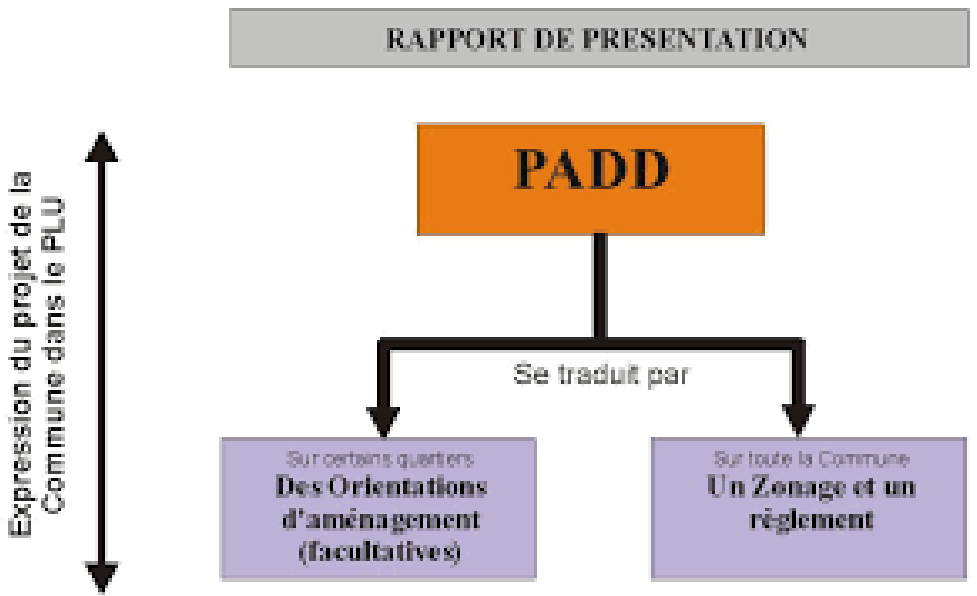 RAPPORT DE PRESENTATION
PADD
Expression du projet de la
Commune dans le PLU
Se traduit par
Sur certains quartiers
Des Orientations
d'aménagement
(facultatives)
Sur toute la Commune
Un Zonage et un
règlement